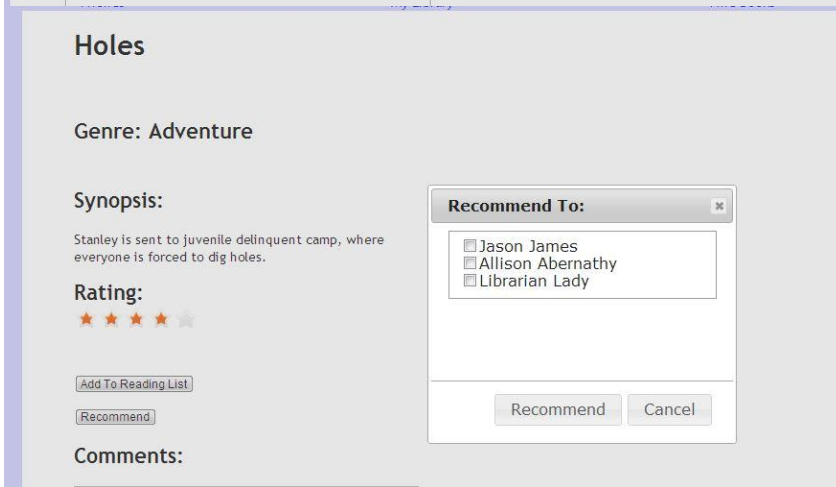 Holes
Genre: Adventure
Synopsis:
Stanley is sent to juvenile delinquent camp, where
everyone is forced to dig holes.
Rating:
Add To Reading List
Recommend
Comments:
Recommend To:
Jason James
Allison Abernathy
Librarian Lady
Recommend
Cancel